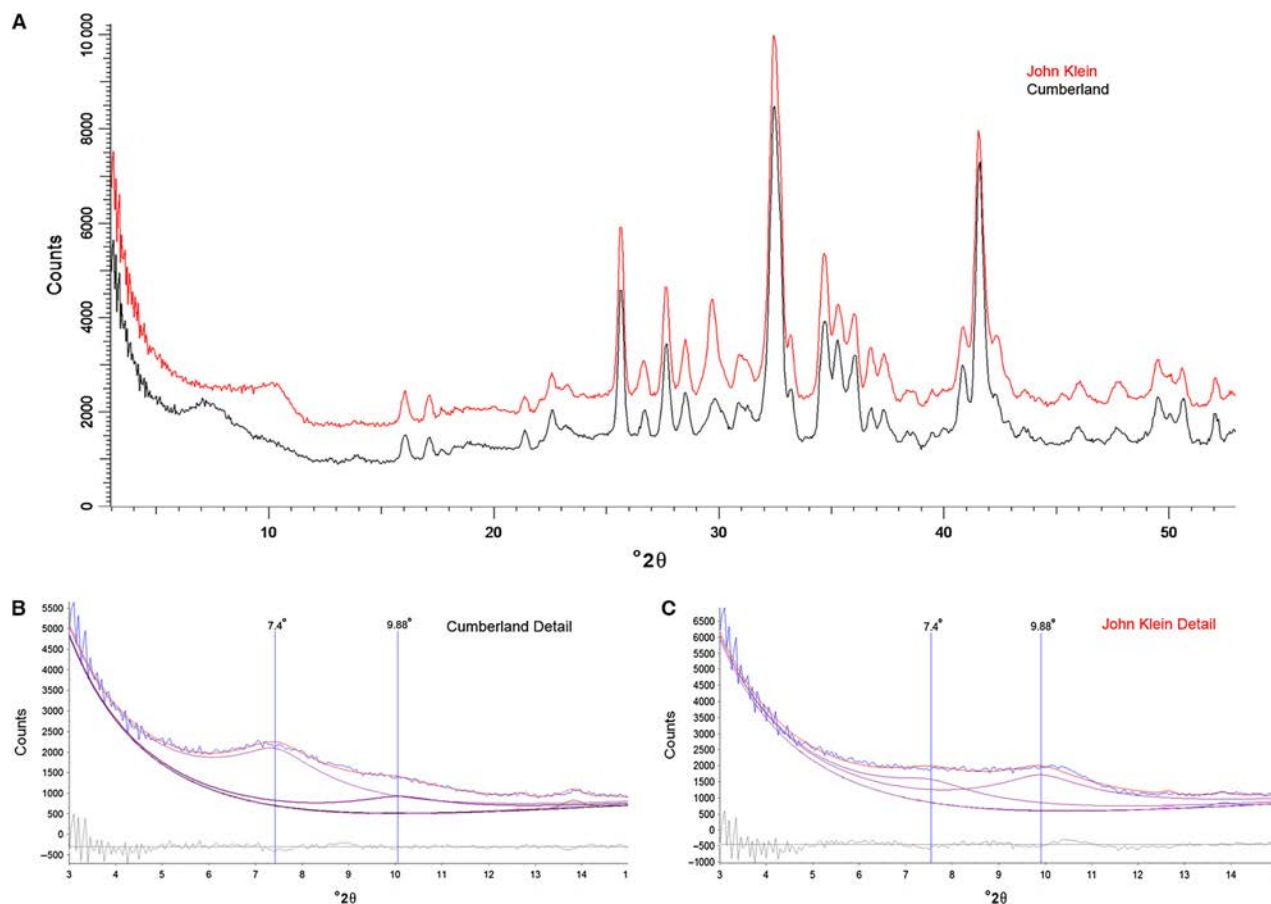 A
10 000
8000
6000
4000
2000
0
Counts
John Klein
Cumberland
10
20
30
40
50
°2θ
B
5500
5000
4500
4000
3500
3000
2500
2000
1500
1000
500
0
−500
Counts
7.4°
9.88°
Cumberland Detail
3 4 5 6 7 8 9 10 11 12 13 14 1
°2θ
C
6500
6000
5500
5000
4500
4000
3500
3000
2500
2000
1500
1000
500
0
−500
−1000
Counts
7.4°
9.88°
John Klein Detail
3 4 5 6 7 8 9 10 11 12 13 14
°2θ